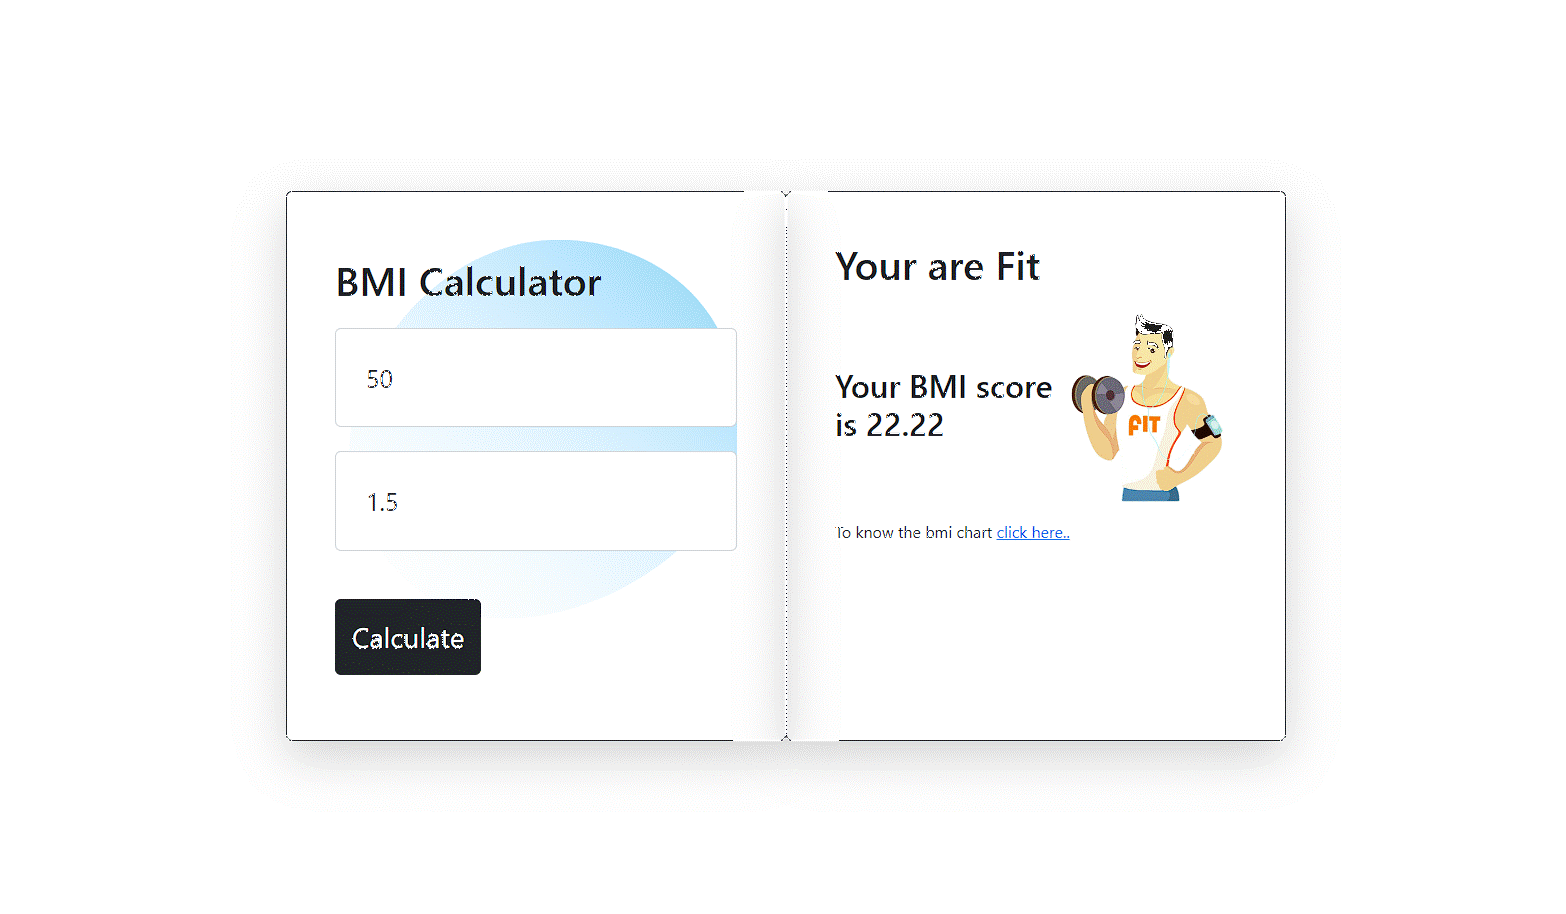 BMI Calculator
50
1.5
Calculate
Your are Fit
Your BMI score
is 22.22
FIT
To know the bmi chart click here..